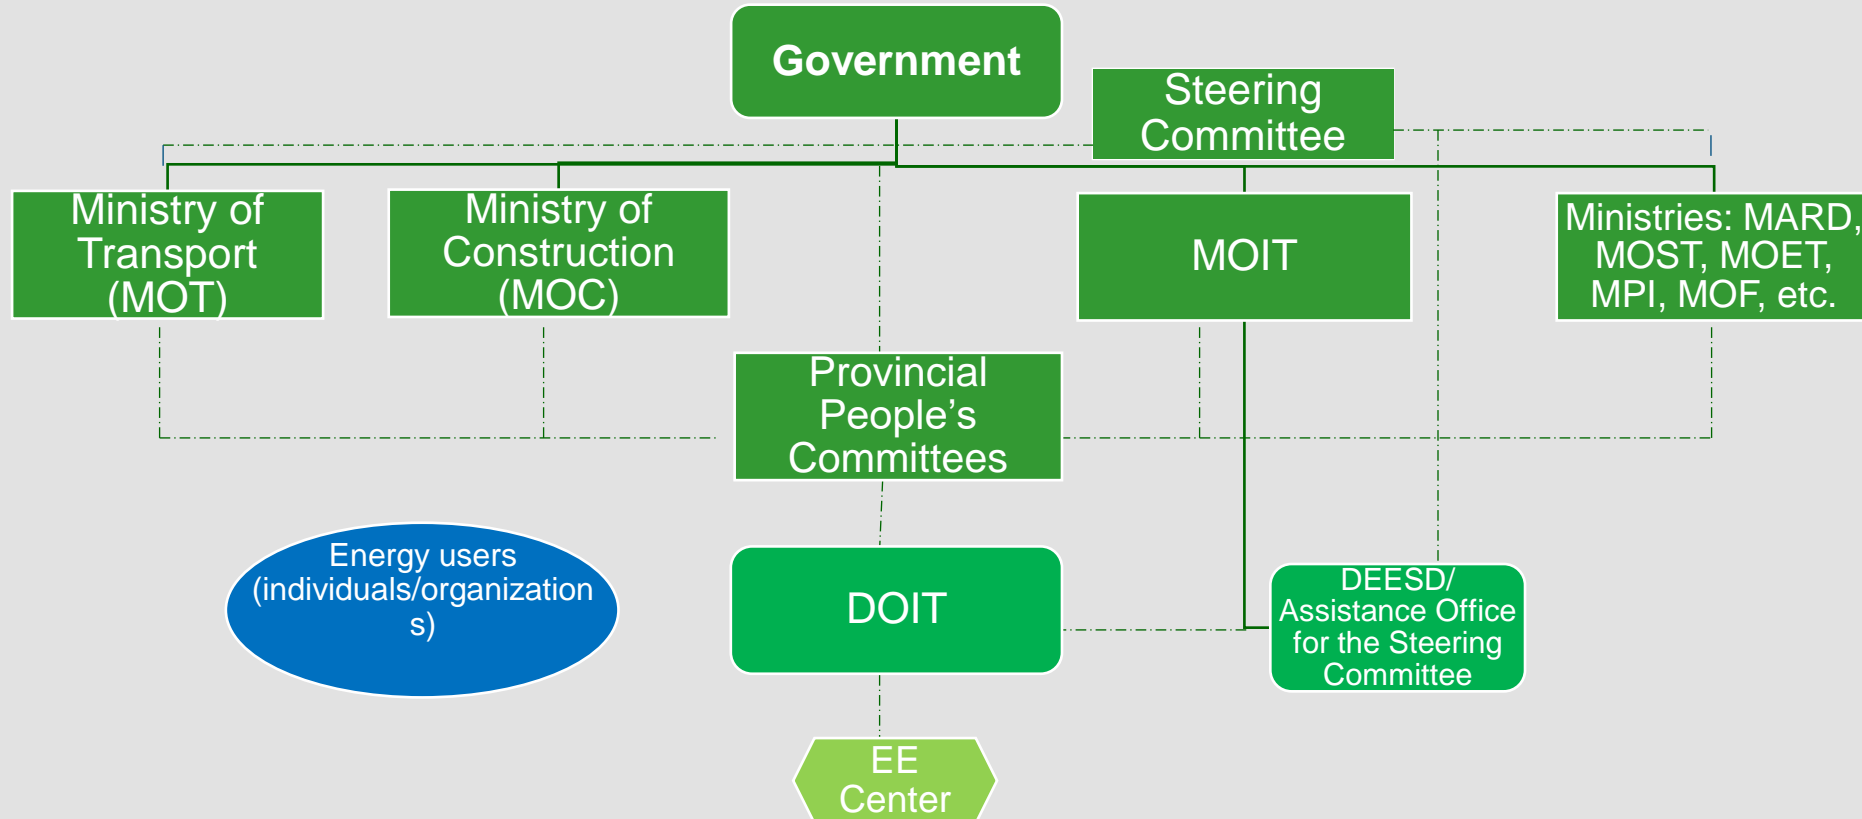 Government
Steering
Committee
Ministry of
Transport
(MOT)
Ministry of
Construction
(MOC)
MOIT
Ministries: MARD,
MOST, MOET,
MPI, MOF, etc.
Provincial
People’s
Committees
Energy users
(individuals/organization
s)
DOIT
DEESD/
Assistance Office
for the Steering
Committee
EE
Center